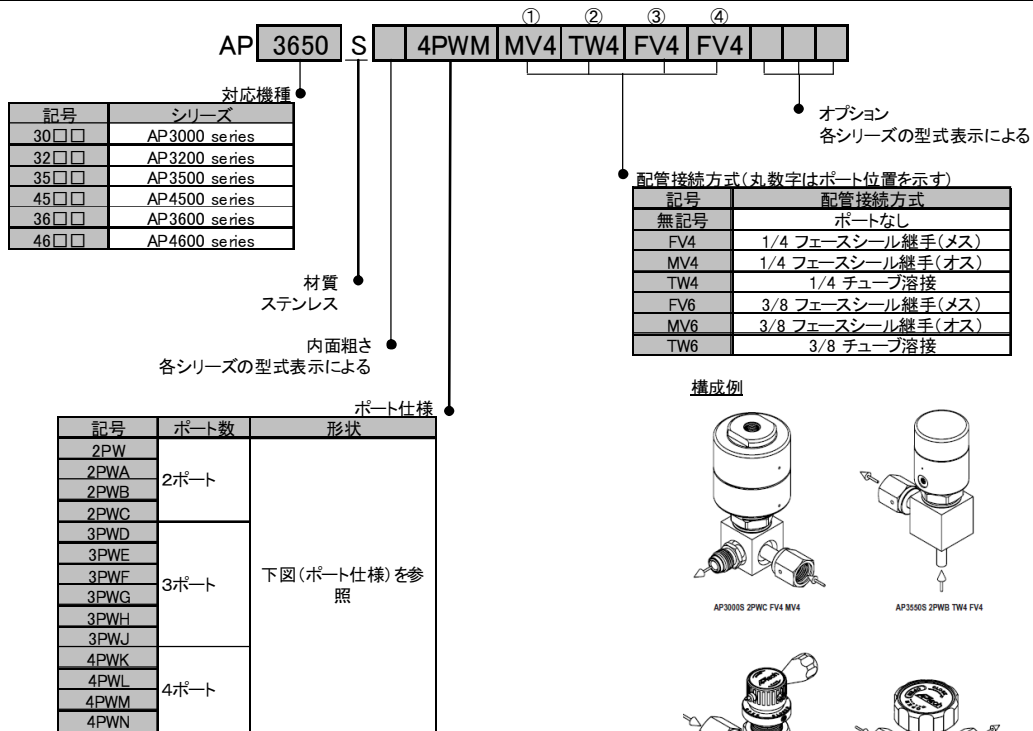 ① ② ③ ④
AP 3650 S 4PWM MV4 TW4 FV4 FV4
対応機種
記号 シリーズ
30□□ AP3000 series
32□□ AP3200 series
35□□ AP3500 series
45□□ AP4500 series
36□□ AP3600 series
46□□ AP4600 series
オプション
各シリーズの型式表示による
配管接続方式(丸数字はポート位置を示す)
記号 配管接続方式
無記号 ポートなし
FV4 1/4 フェースシール継手(メス)
MV4 1/4 フェースシール継手(オス)
TW4 1/4 チューブ溶接
FV6 3/8 フェースシール継手(メス)
MV6 3/8 フェースシール継手(オス)
TW6 3/8 チューブ溶接
材質
ステンレス
内面粗さ
各シリーズの型式表示による
ポート仕様
記号 ポート数 形状
2PW
2PWA
2PWB
2PWC
2ポート
3PWD
3PWE
3PWF
3PWG
3PWH
3PWJ
3ポート
4PWK
4PWL
4PWM
4PWN
4ポート
下図(ポート仕様)を参
照
構成例
AP3000S 2PWC FV4 MV4
AP3550S 2PWB TW4 FV4